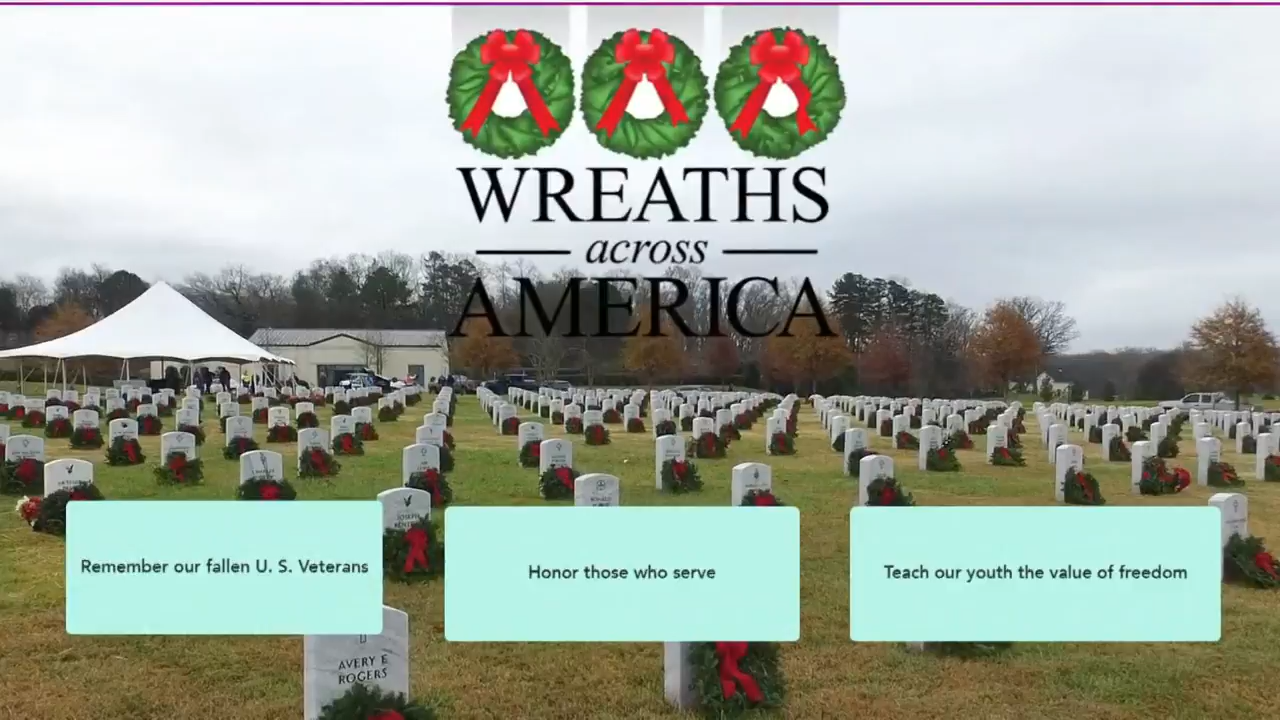 WREATHS
across
AMERICA
Remember our fallen U. S. Veterans
Honor those who serve
Teach our youth the value of freedom
AVERY E
ROGERS